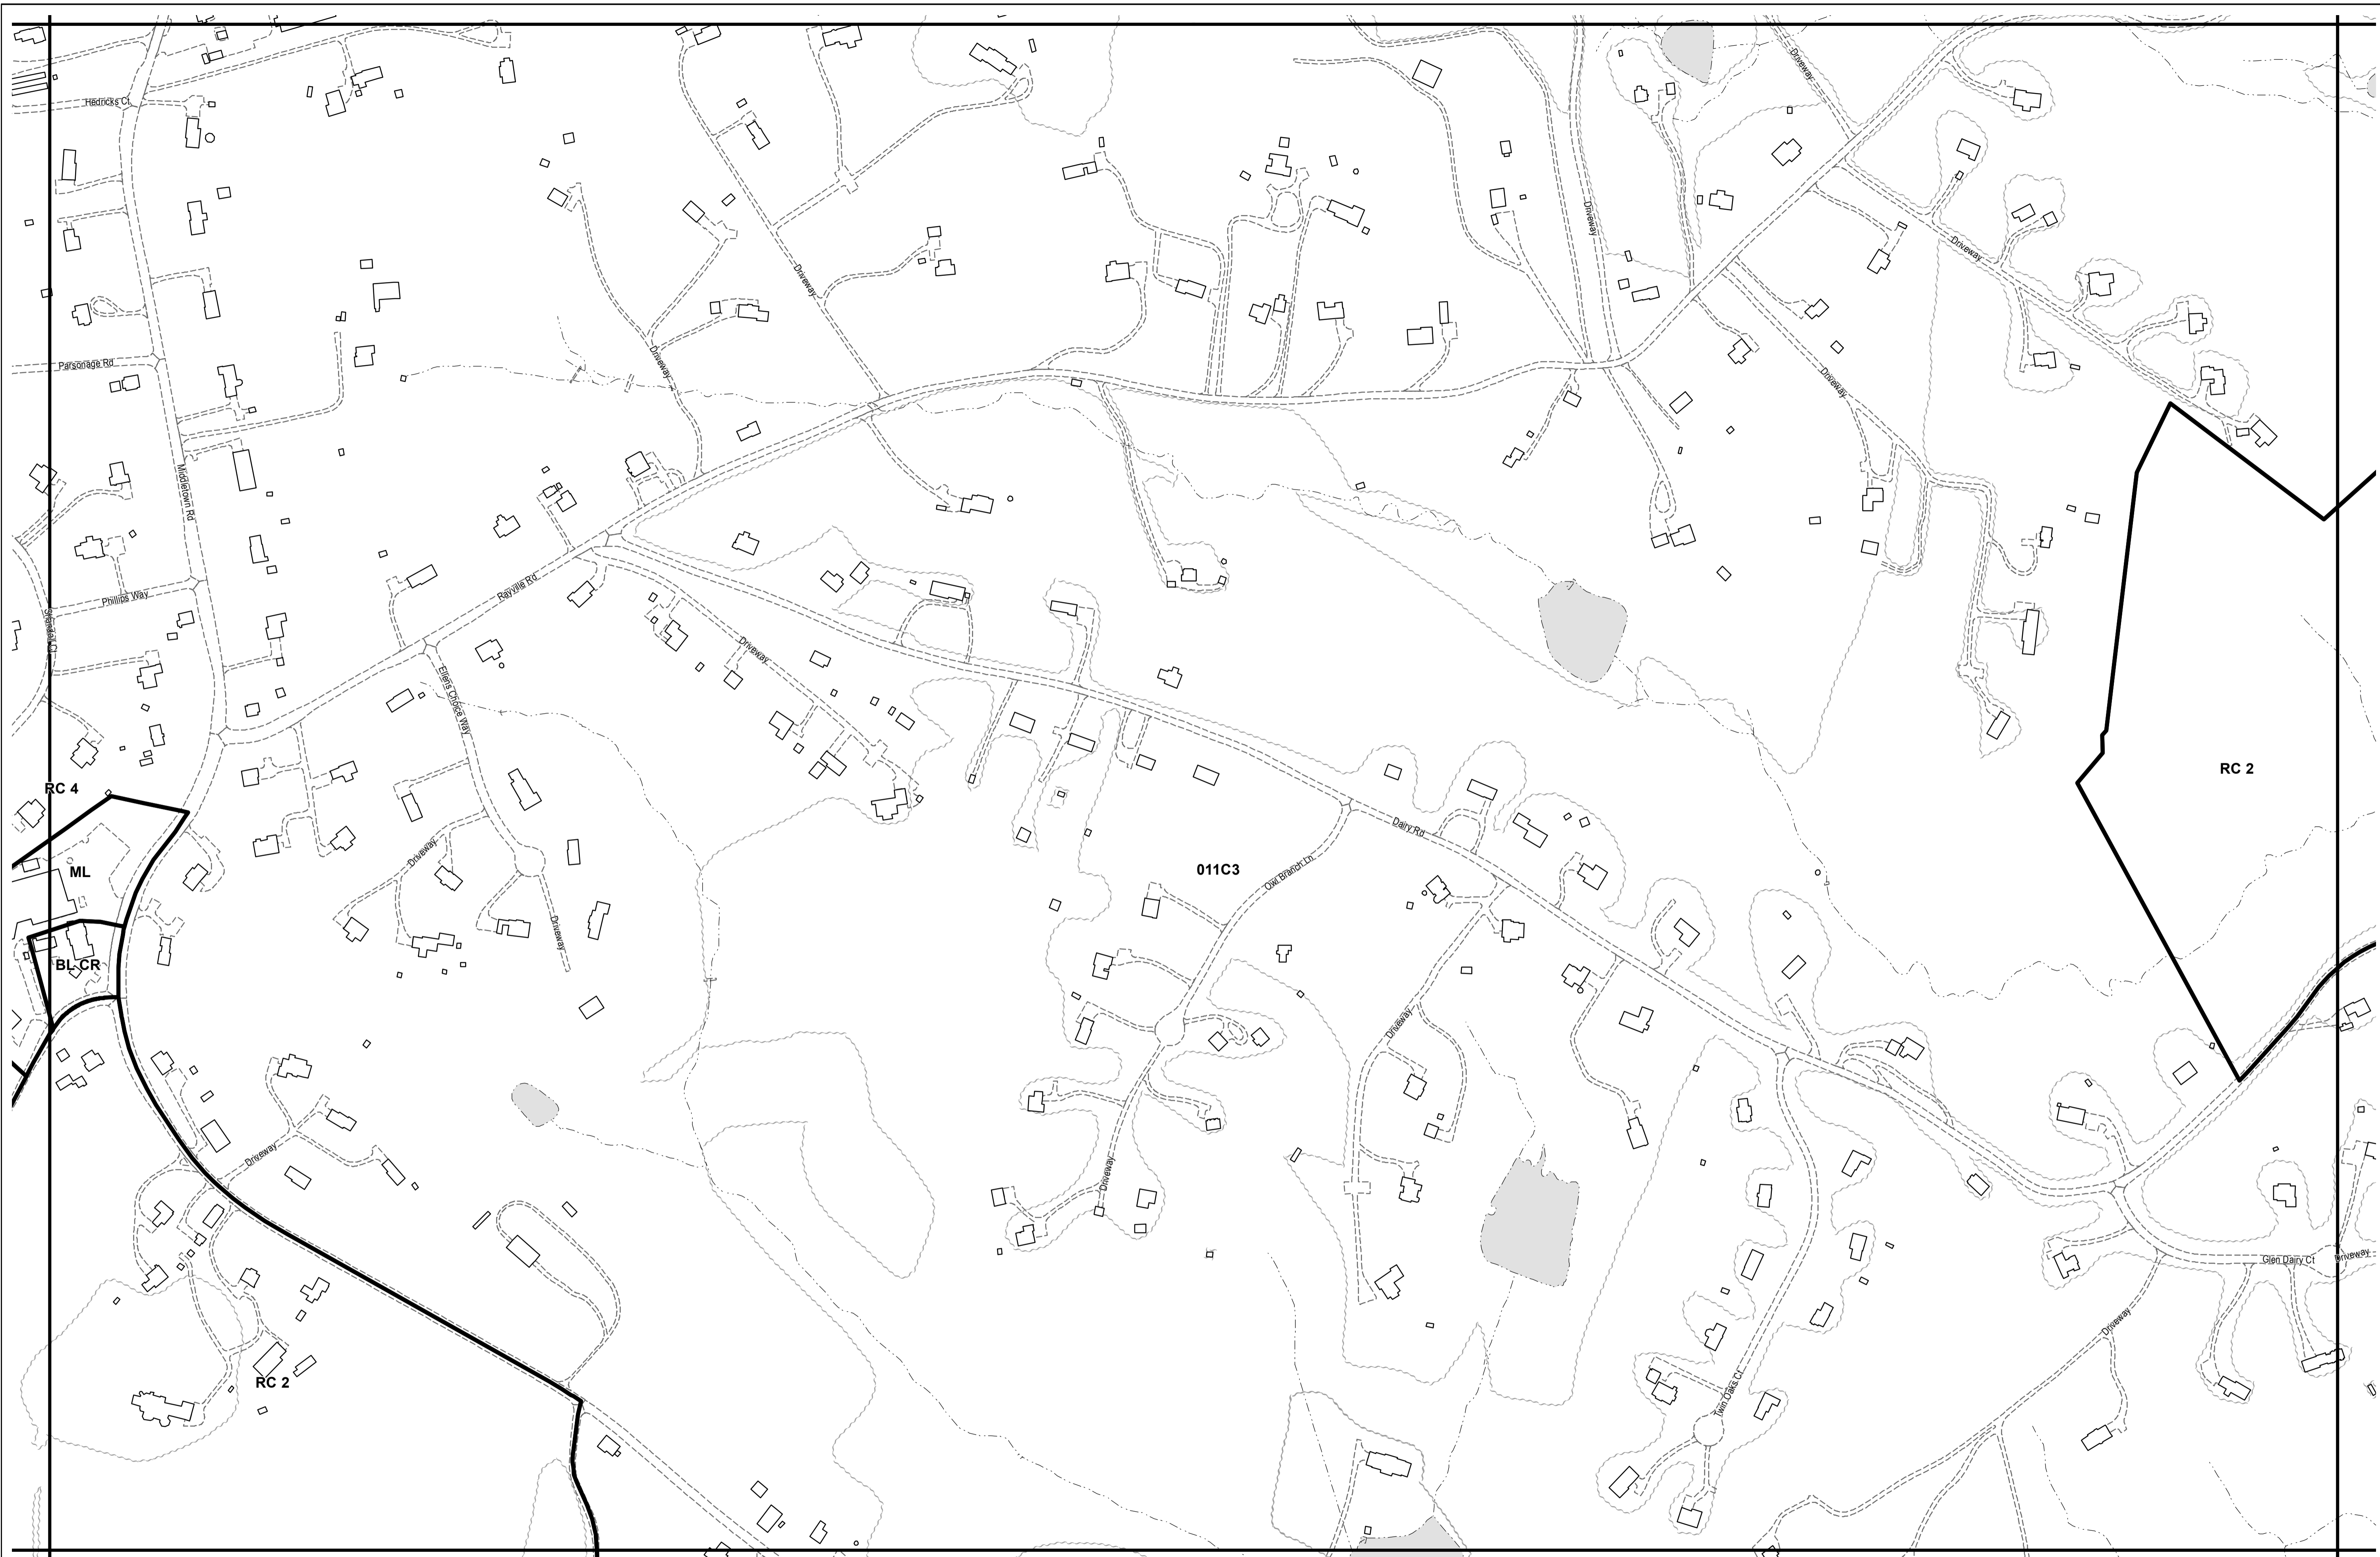 Driveway
Hedricks Ct
Driveway
Driveway
Driveway
Driveway
Parsonage Rd
Driveway
Middletown Rd
Rayville Rd
Phillips Way
Driveway
Ellens Choice Way
RC 2
RC 4
Dairy Rd
Driveway
011C3
ML
Owl Branch Ln
Driveway
BL CR
Driveway
Driveway
Driveway
Glen Dairy Ct
Driveway
Driveway
RC 2
Twin Oaks Ct